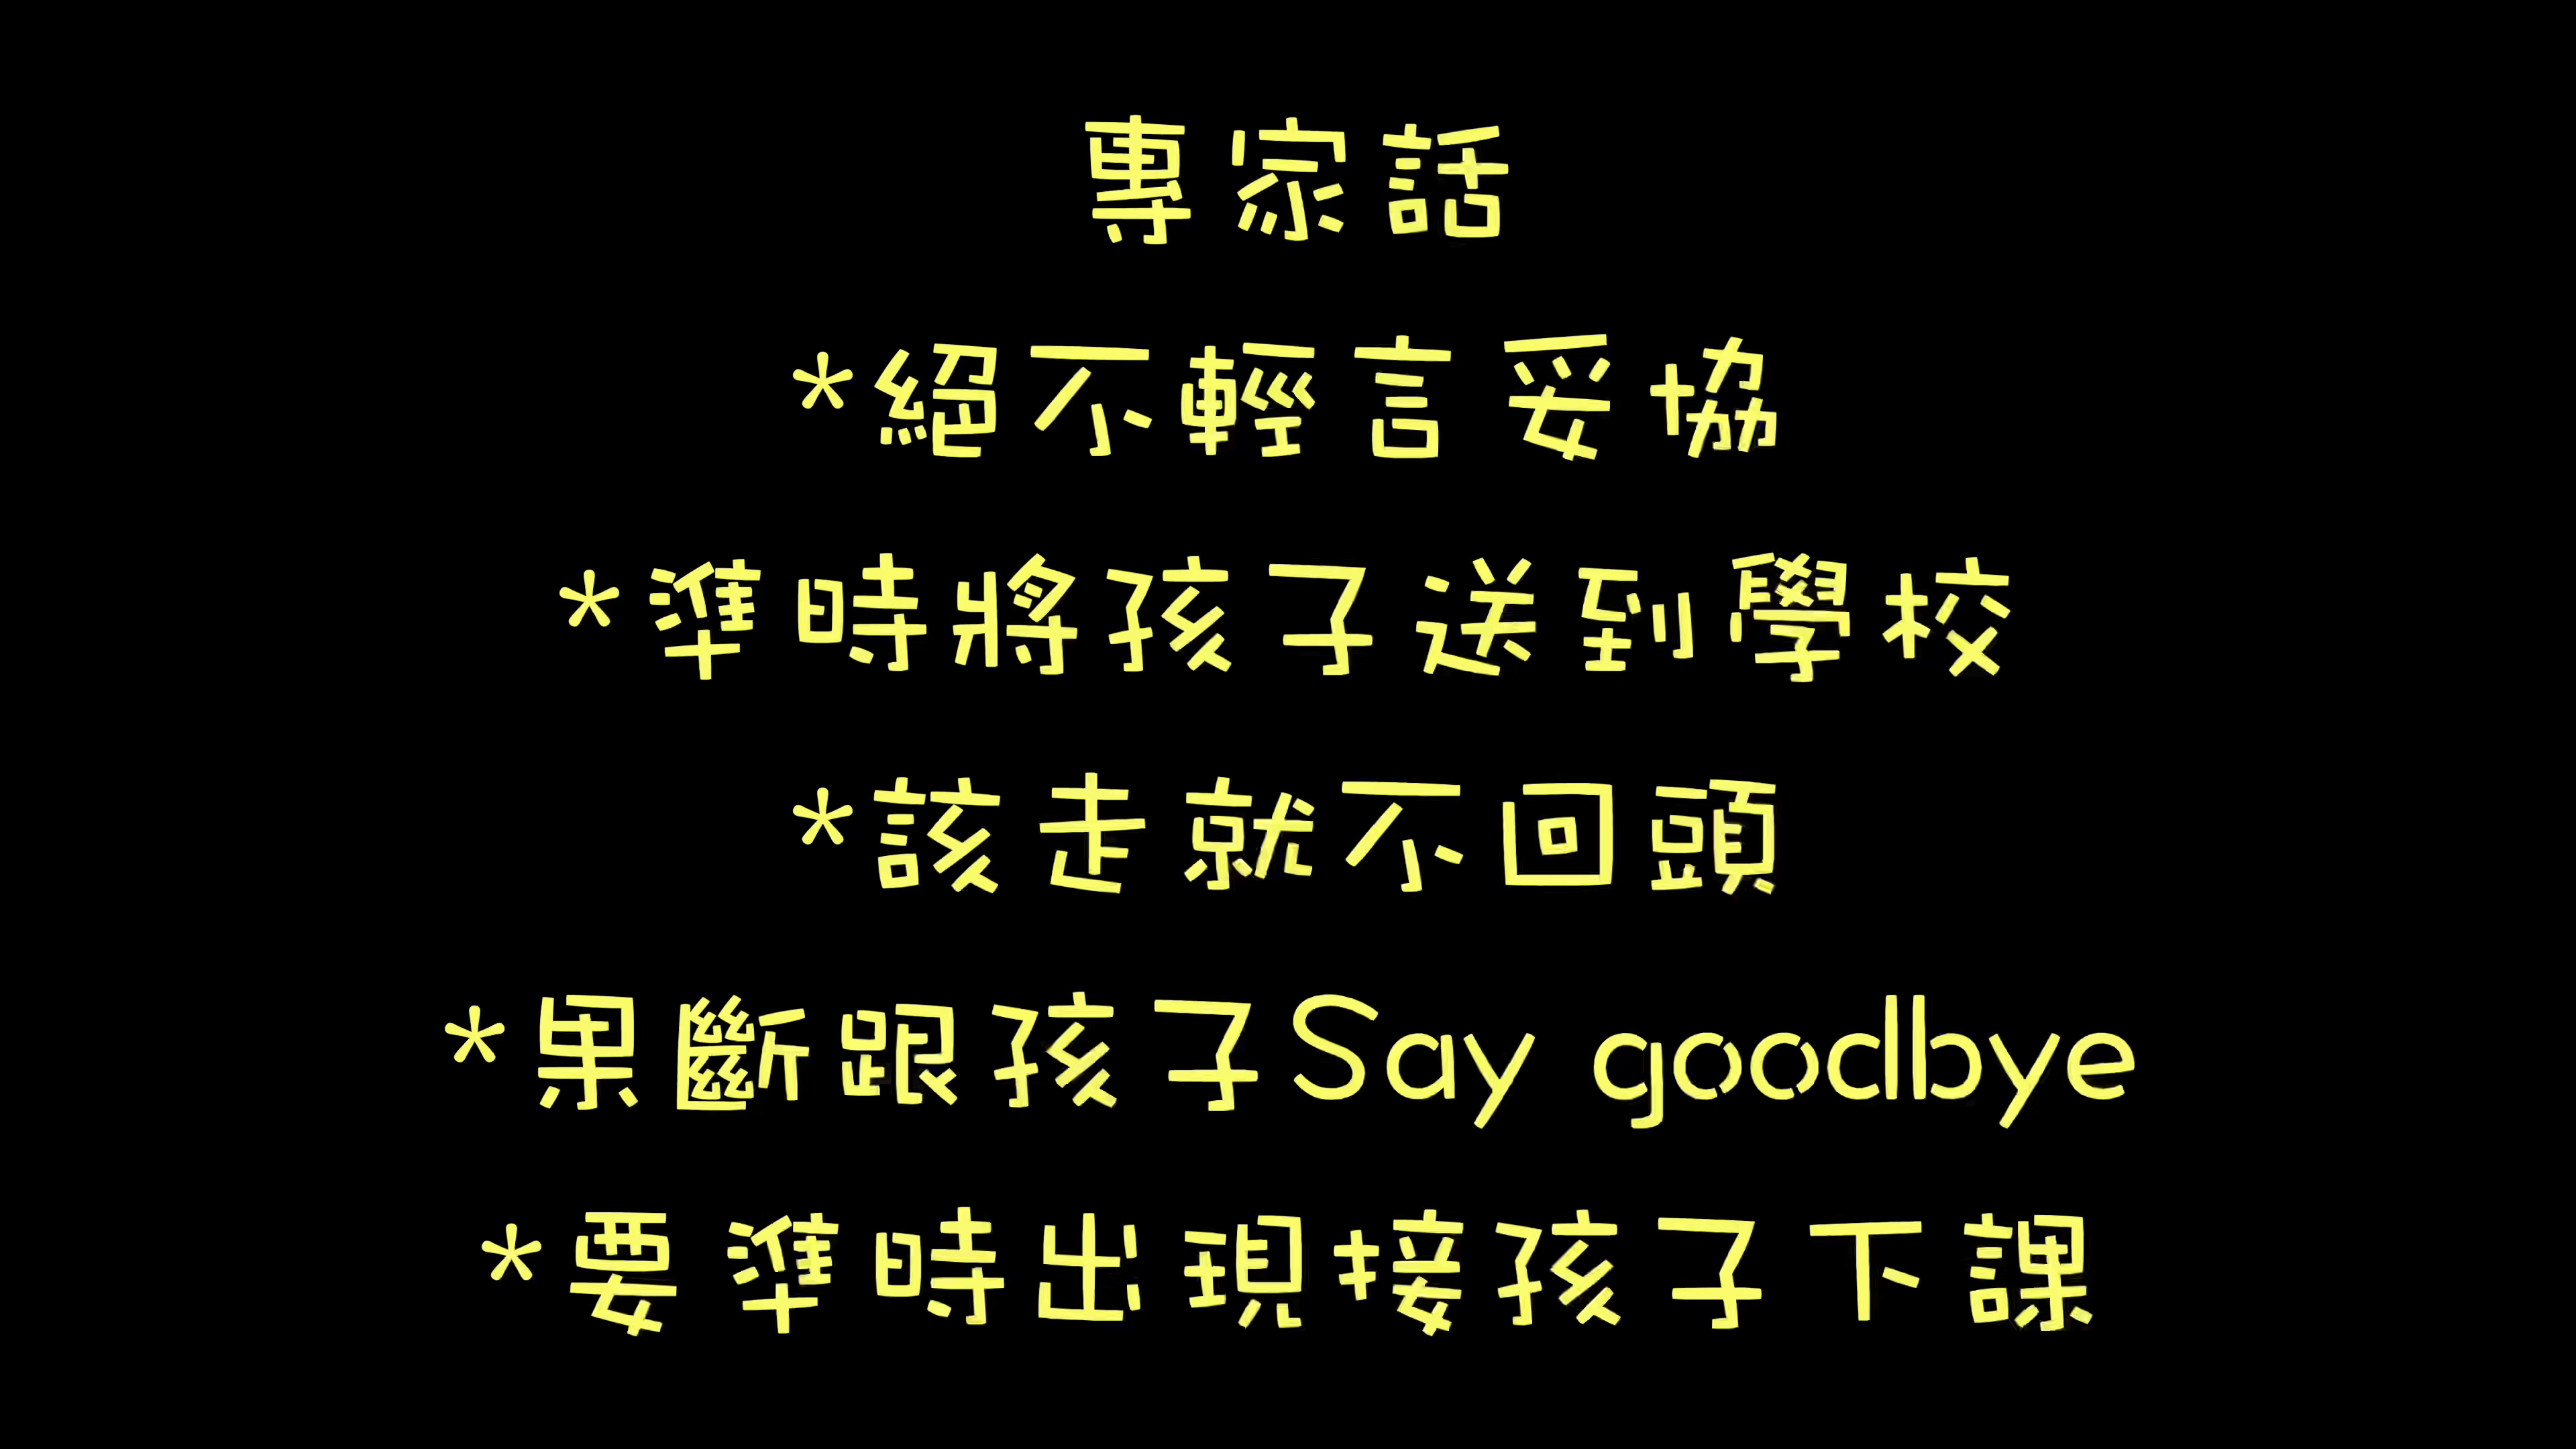 專家話
*絕不輕言妥協
*準時將孩子送到學校
*該走就不回頭
*果斷跟孩子Say goodbye
*要準時出現接孩子下課